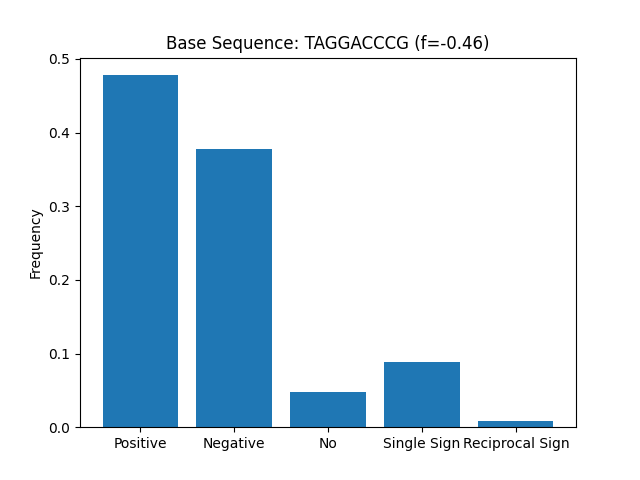 Base Sequence: TAGGACCCG (f=-0.46)
0.5
0.4
0.3
0.2
0.1
0.0
Frequency
Positive Negative No Single Sign Reciprocal Sign